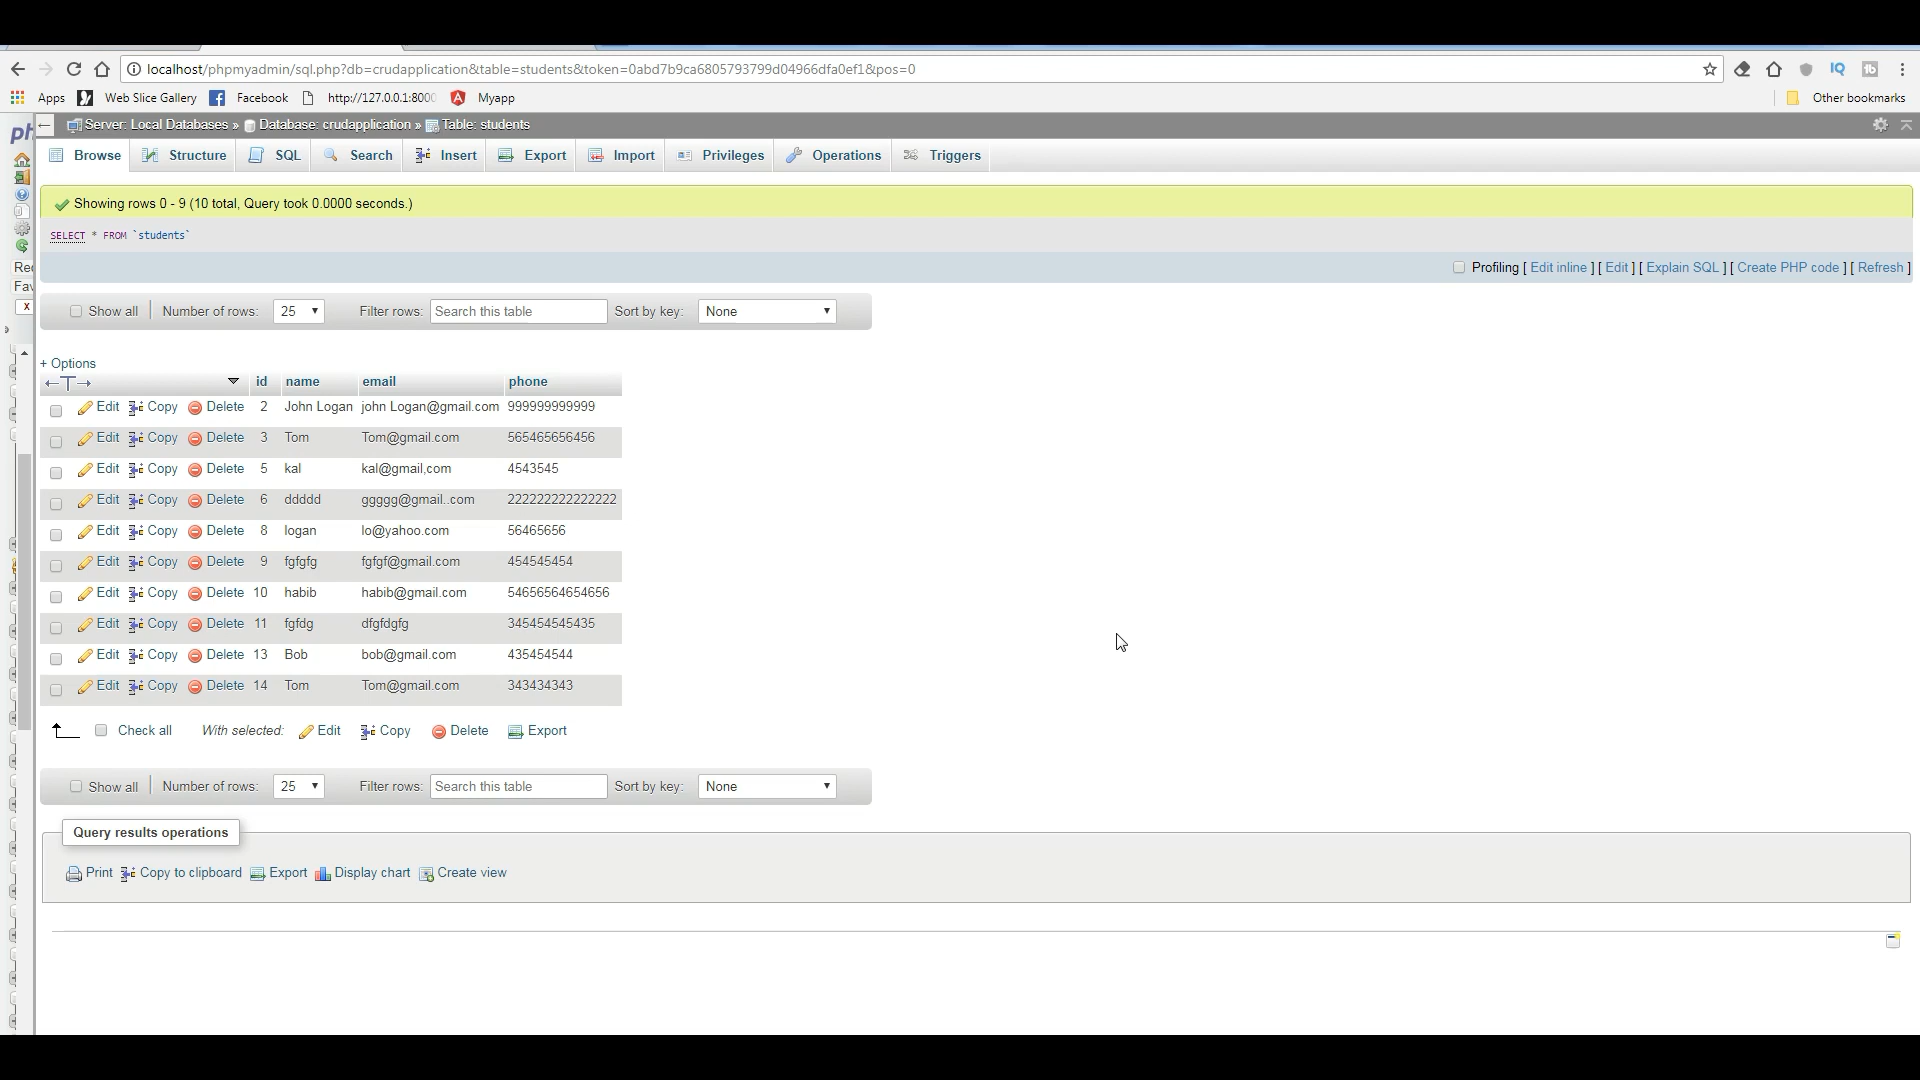 localhost/phpmyadmin/sql.php?db=crudapplication&table=students&token=0abd7b9ca6805793799d04966dfa0ef1&pos=0
Apps Web Slice Gallery Facebook http://127.0.0.1:8000 Myapp Other bookmarks
Server: Local Databases » Database: crudapplication » Table: students
Browse Structure SQL Search Insert Export Import Privileges Operations Triggers
Showing rows 0 - 9 (10 total, Query took 0.0000 seconds.)
SELECT * FROM `students`
Profiling [ Edit inline ] [ Edit ] [ Explain SQL ] [ Create PHP code ] [ Refresh ]
Show all Number of rows: 25 Filter rows: Search this table Sort by key: None
+ Options
id name email phone
Edit Copy Delete 2 John Logan john Logan@gmail.com 999999999999
Edit Copy Delete 3 Tom Tom@gmail.com 565465656456
Edit Copy Delete 5 kal kal@gmail,com 4543545
Edit Copy Delete 6 ddddd ggggg@gmail..com 222222222222222
Edit Copy Delete 8 logan lo@yahoo.com 56465656
Edit Copy Delete 9 fgfgfg fgfgf@gmail.com 454545454
Edit Copy Delete 10 habib habib@gmail.com 54656564654656
Edit Copy Delete 11 fgfdg dfgfdgfg 345454545435
Edit Copy Delete 13 Bob bob@gmail.com 435454544
Edit Copy Delete 14 Tom Tom@gmail.com 343434343
Check all With selected: Edit Copy Delete Export
Show all Number of rows: 25 Filter rows: Search this table Sort by key: None
Query results operations
Print Copy to clipboard Export Display chart Create view